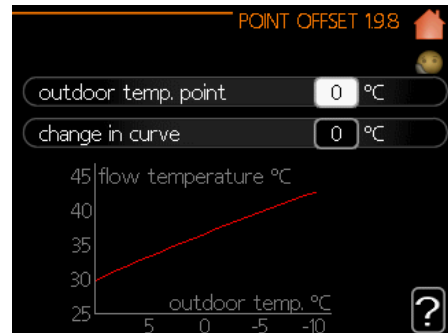 POINT OFFSET 1.9.8
outdoor temp. point 0 °C
change in curve 0 °C
45 flow temperature °C
40
35
30
outdoor temp. °C
25
5 0 -5 -10
?